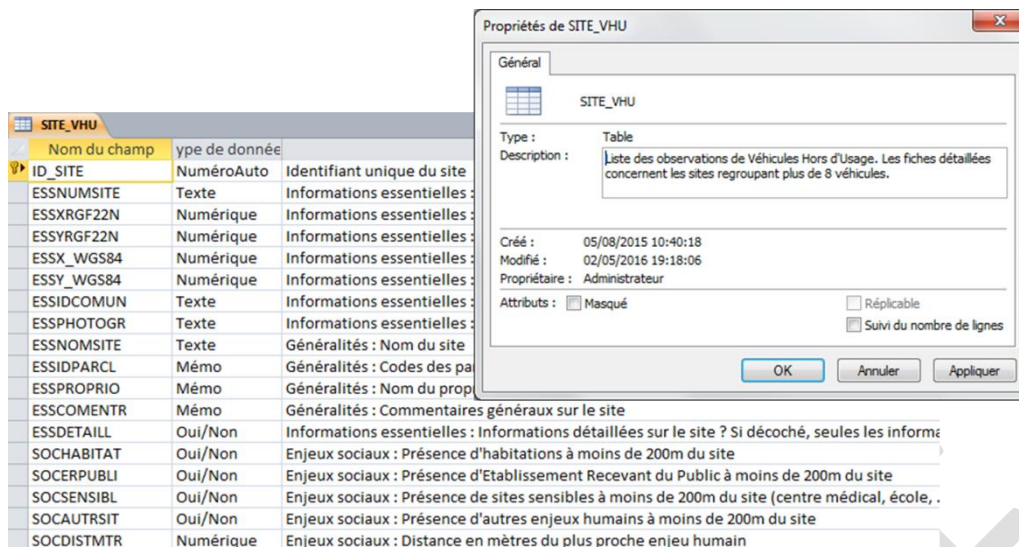 Propriétés de SITE_VHU
Général
SITE_VHU
Type : Table
Description : Liste des observations de Véhicules Hors d'Usage. Les fiches détaillées
concernent les sites regroupant plus de 8 véhicules.
Créé : 05/08/2015 10:40:18
Modifié : 02/05/2016 19:18:06
Propriétaire : Administrateur
Attributs : Masqué Réplicable
Suivi du nombre de lignes
OK Annuler Appliquer
SITE_VHU
Nom du champ ype de donnée
ID_SITE NuméroAuto Identifiant unique du site
ESSNUMSITE Texte Informations essentielles :
ESSXRGF22N Numérique Informations essentielles :
ESSYRGF22N Numérique Informations essentielles :
ESSX_WGS84 Numérique Informations essentielles :
ESSY_WGS84 Numérique Informations essentielles :
ESSIDCOMUN Texte Informations essentielles :
ESSPHOTOGR Texte Informations essentielles :
ESSNOMSITE Texte Généralités : Nom du site
ESSIDPARCL Mémo Généralités : Codes des pa
ESSPROPRIO Mémo Généralités : Nom du prop
ESSCOMENTR Mémo Généralités : Commentaires généraux sur le site
ESSDETAILL Oui/Non Informations essentielles : Informations détaillées sur le site ? Si décoché, seules les informa
SOCHABITAT Oui/Non Enjeux sociaux : Présence d'habitations à moins de 200m du site
SOCERPUBLI Oui/Non Enjeux sociaux : Présence d'Etablissement Recevant du Public à moins de 200m du site
SOCSENSIBL Oui/Non Enjeux sociaux : Présence de sites sensibles à moins de 200m du site (centre médical, école, .
SOCAUTRSIT Oui/Non Enjeux sociaux : Présence d'autres enjeux humains à moins de 200m du site
SOCDISTMTR Numérique Enjeux sociaux : Distance en mètres du plus proche enjeu humain